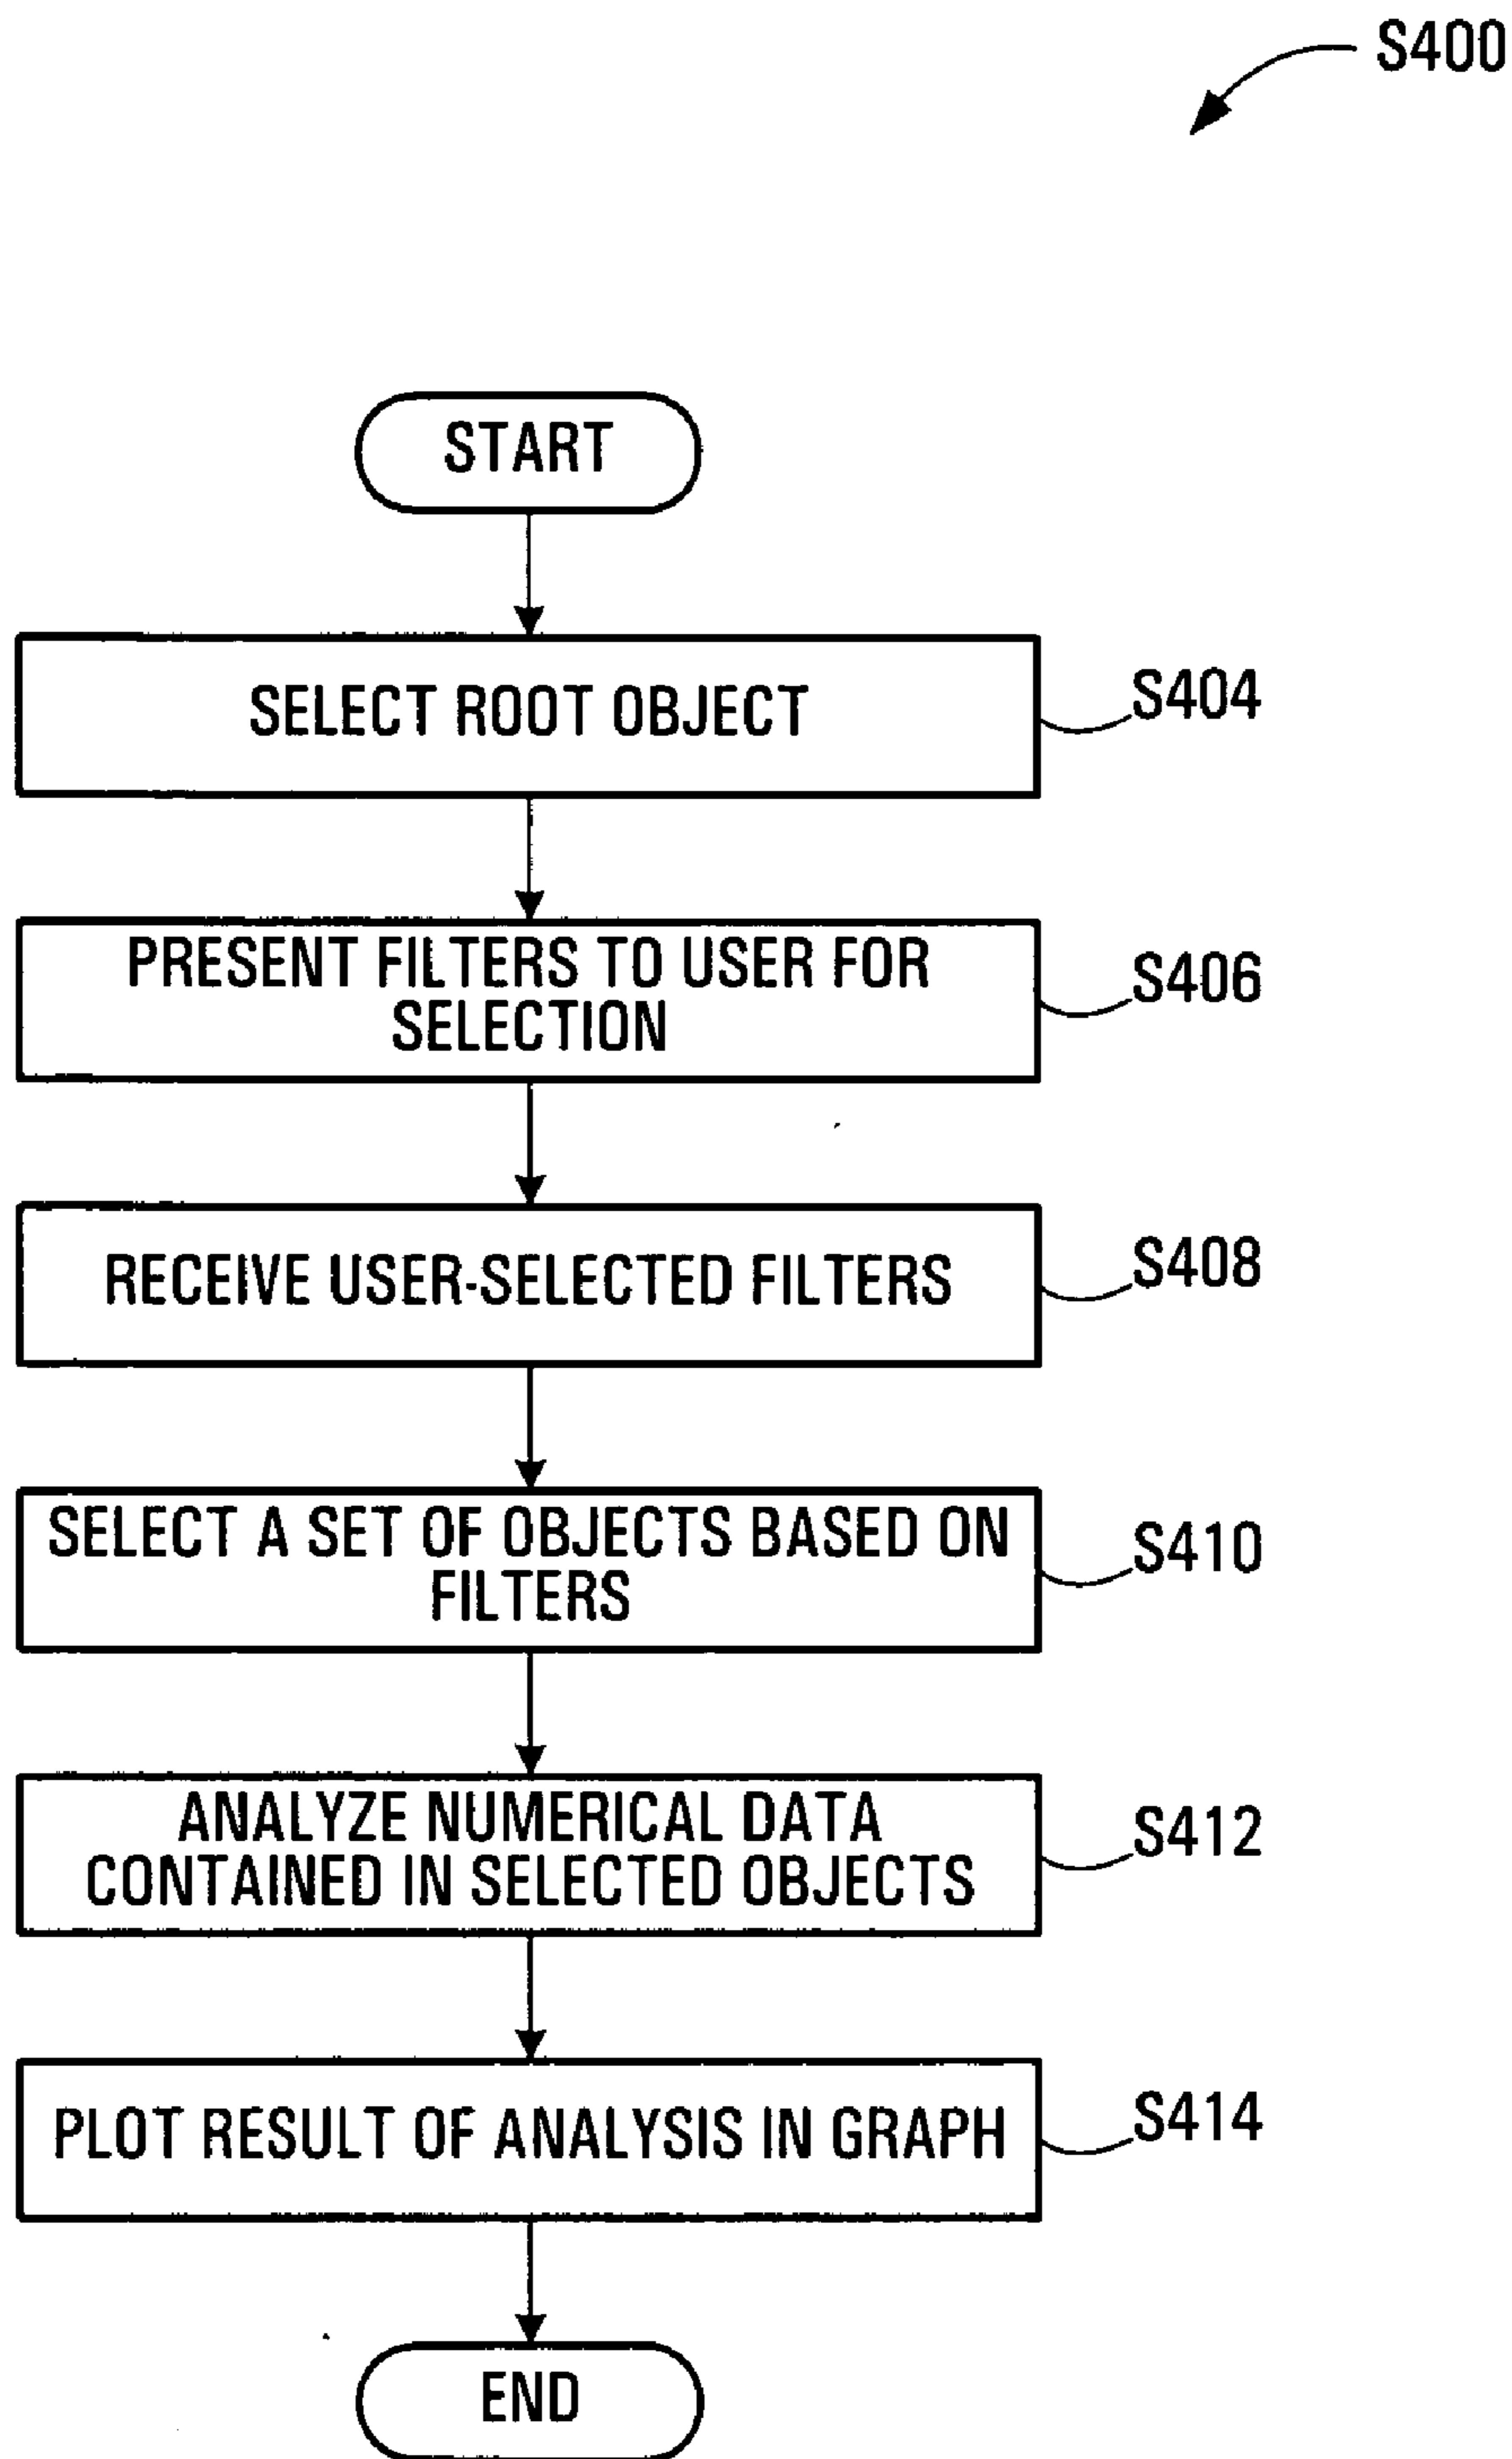 S400
START
SELECT ROOT OBJECT
S404
PRESENT FILTERS TO USER FOR
SELECTION
S406
RECEIVE USER-SELECTED FILTERS
S408
SELECT A SET OF OBJECTS BASED ON
FILTERS
S410
ANALYZE NUMERICAL DATA
CONTAINED IN SELECTED OBJECTS
S412
PLOT RESULT OF ANALYSIS IN GRAPH
S414
END